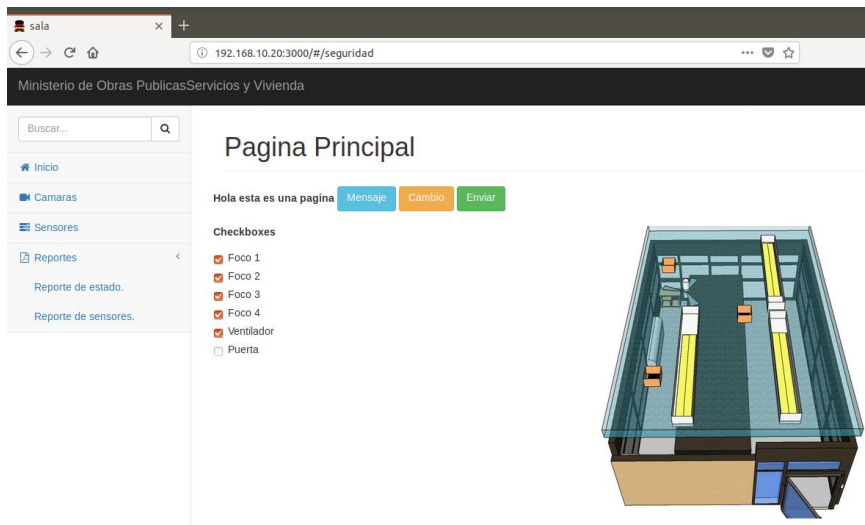 sala
192.168.10.20:3000/#/seguridad
Ministerio de Obras PublicasServicios y Vivienda
Buscar...
Pagina Principal
Inicio
Camaras
Hola esta es una pagina Mensaje Cambio Enviar
Sensores
Checkboxes
Reportes
Foco 1
Foco 2
Reporte de estado.
Foco 3
Foco 4
Reporte de sensores.
Ventilador
Puerta